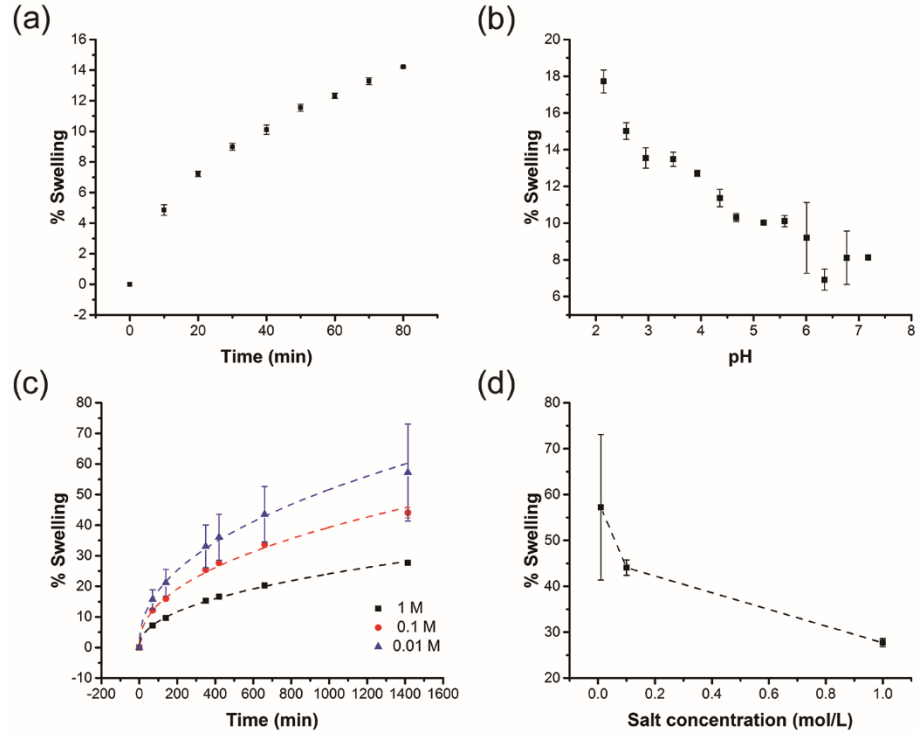 (a)
16
14
12
10
8
6
4
2
0
-2
% Swelling
0 20 40 60 80
Time (min)
(b)
20
18
16
14
12
10
8
6
% Swelling
2 3 4 5 6 7 8
pH
(c)
80
70
60
50
40
30
20
10
0
-10
% Swelling
1 M
0.1 M
0.01 M
-200 0 200 400 600 800 1000 1200 1400 1600
Time (min)
(d)
80
70
60
50
40
30
20
% Swelling
0.0 0.2 0.4 0.6 0.8 1.0
Salt concentration (mol/L)